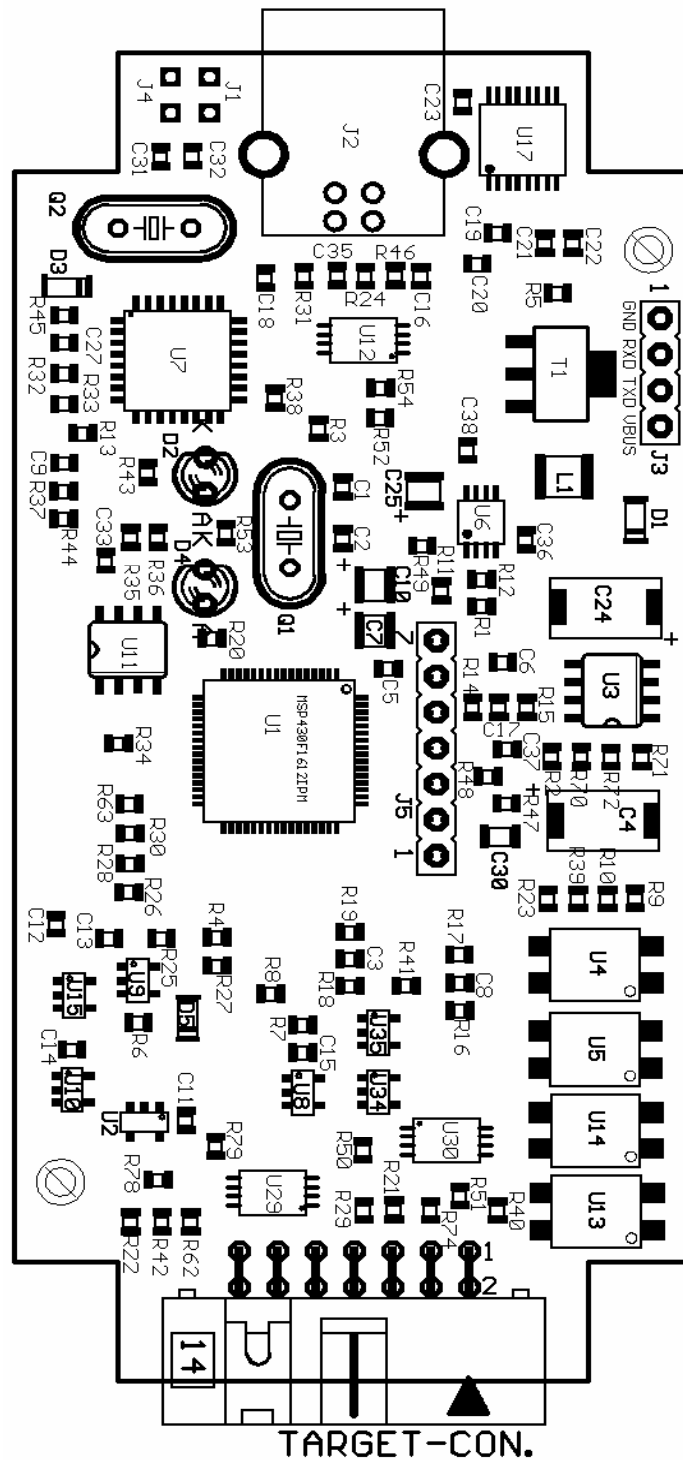 J4
J1
C23
J2
U17
C31
C32
Q2
C19
C21
C22
D3
C35
R46
C20
R5
1
C18
R31
R24
C16
R45
GND RXD TXD VBUS
C27
U7
U12
T1
R32
R33
R38
R54
R13
K
R3
R52
C38
J3
D2
C9
R43
C25
+
L1
R37
C1
U6
D1
R44
A
K
R53
C2
C33
D4
R49
C36
R35
R36
+
C10
R11
R12
C24
Q1
+
C7
R1
U11
A
R20
7
+
C5
C6
U3
R14
U1
MSP430F1612IPM
R15
C17
R34
C37
R2
R70
R72
R71
R48
R63
J5
+
R47
C4
R30
R28
1
C30
R26
R39
R10
R9
R23
C12
C13
R4
R19
R17
R25
R27
C3
U4
U15
U9
R8
R18
R41
C8
D5
R6
R7
U35
R16
C14
C15
U5
U10
U8
U34
C11
U2
R79
U30
U14
R50
R78
U29
R21
R51
U13
R22
R42
R62
R29
R74
R40
1
2
14
TARGET-CON.